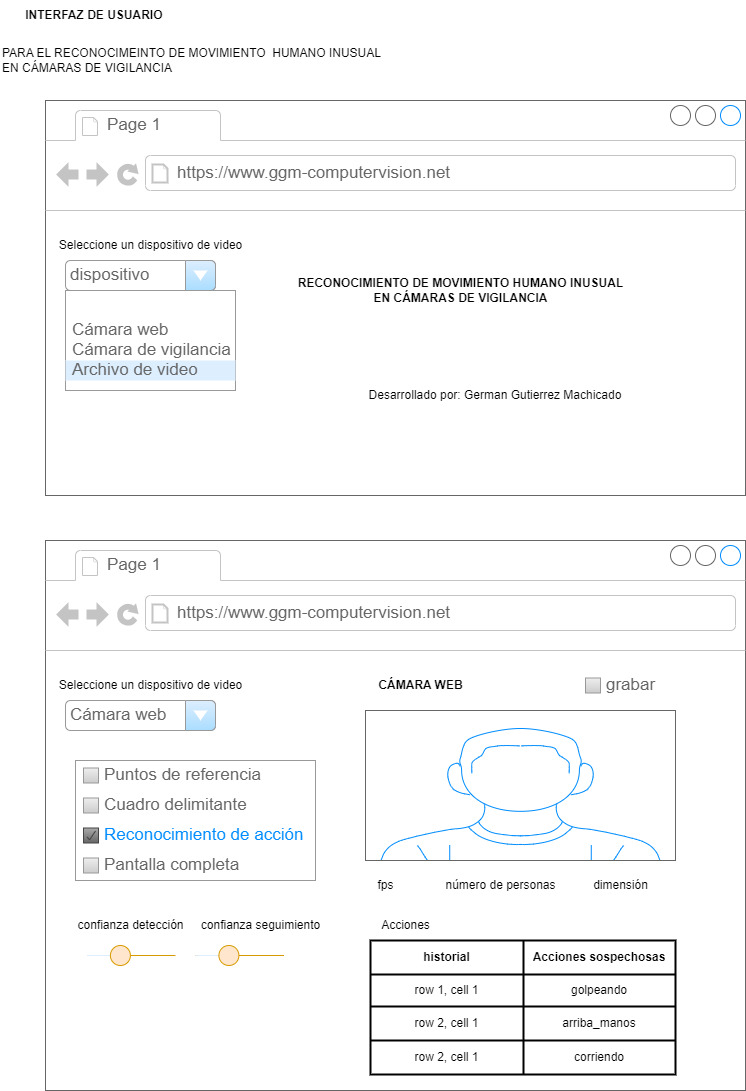 INTERFAZ DE USUARIO
PARA EL RECONOCIMEINTO DE MOVIMIENTO HUMANO INUSUAL
EN CÁMARAS DE VIGILANCIA
Page 1
https://www.ggm-computervision.net
Seleccione un dispositivo de video
dispositivo
Cámara web
Cámara de vigilancia
Archivo de video
RECONOCIMIENTO DE MOVIMIENTO HUMANO INUSUAL
EN CÁMARAS DE VIGILANCIA
Desarrollado por: German Gutierrez Machicado
Page 1
https://www.ggm-computervision.net
Seleccione un dispositivo de video
Cámara web
Puntos de referencia
Cuadro delimitante
Reconocimiento de acción
Pantalla completa
confianza detección confianza seguimiento
CÁMARA WEB grabar
fps número de personas dimensión
Acciones
historial Acciones sospechosas
row 1, cell 1 golpeando
row 2, cell 1 arriba_manos
row 2, cell 1 corriendo